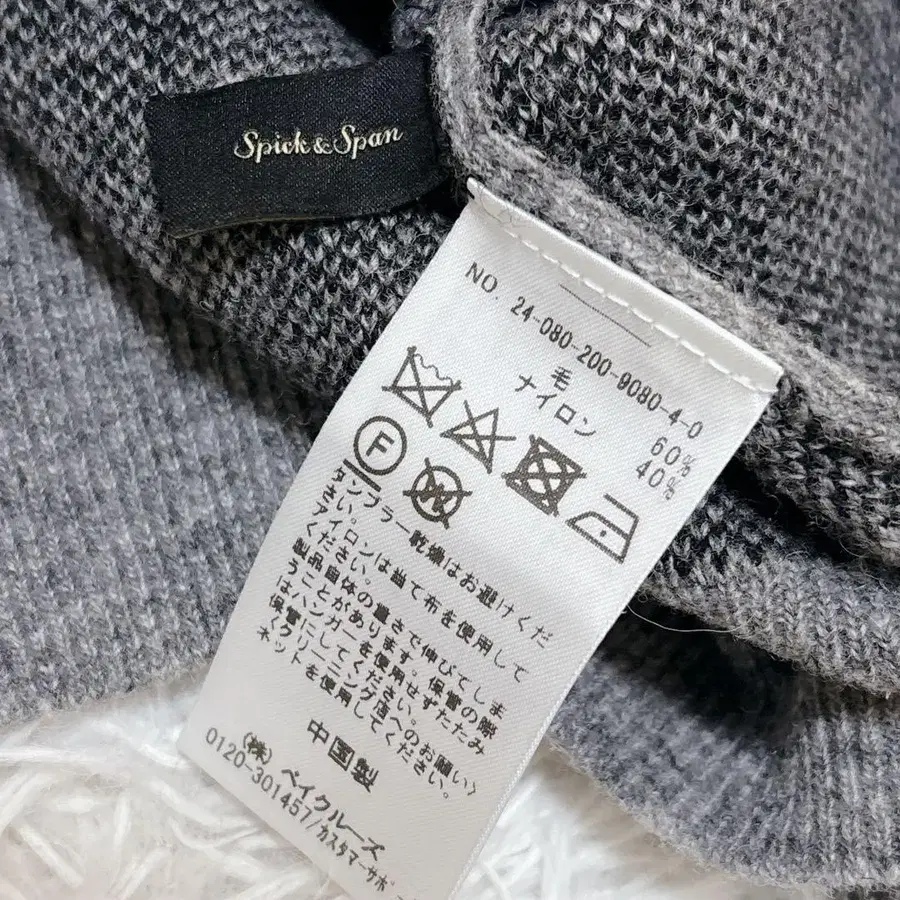 Spick & Span
NO. 24-080-200-9080-4-0
毛 60%
ナイロン 40%
F
W
タンブラー乾燥はお避けくだ
さい。
アイロンは当て布を使用して
ください。
製品自体の重さで伸びてしま
うことがあります。保管の際
はハンガーを使用せずたたみ
保管にしてください。
<クリーニング店へのお願い>
ネットを使用してください。
中国製
(株)ベイクルーズ
0120-301457/カスタマーサポ